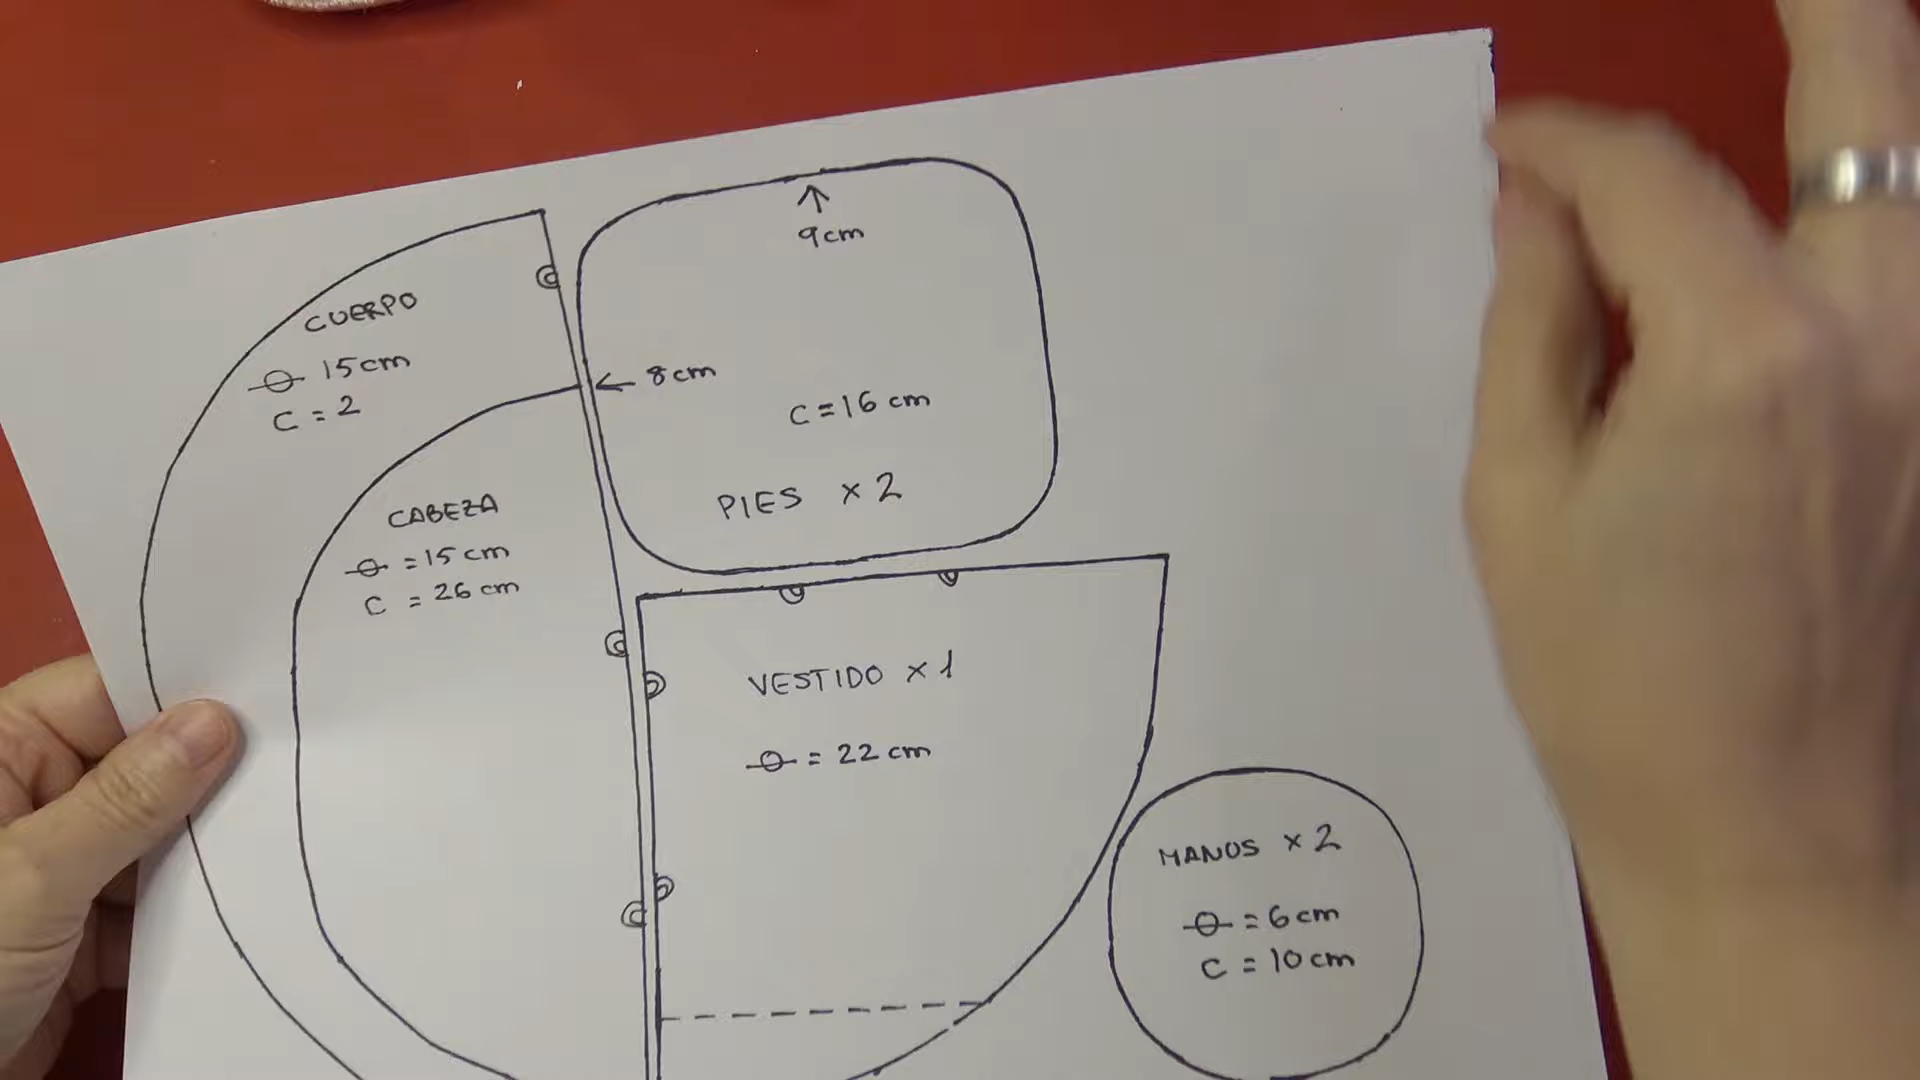 CUERPO
⌀ 15cm
C = 2
CABEZA
⌀ = 15 cm
C = 26 cm
9cm
8cm
C = 16 cm
PIES x 2
VESTIDO x 1
⌀ = 22 cm
MANOS x 2
⌀ = 6 cm
C = 10 cm